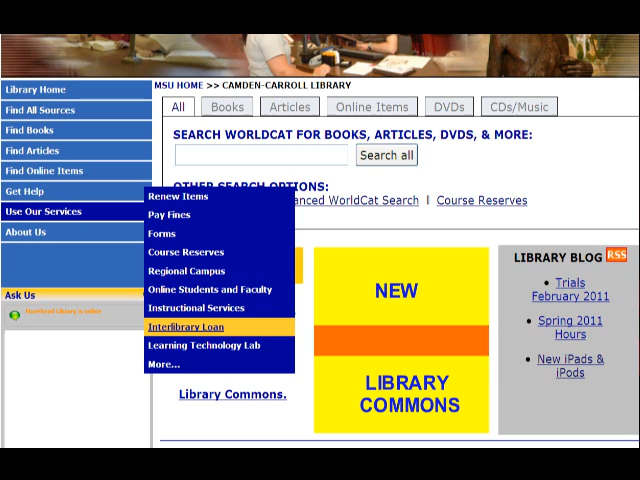 MSU HOME >> CAMDEN-CARROLL LIBRARY
Library Home
Find All Sources
Find Books
Find Articles
Find Online Items
Get Help
Use Our Services
About Us
Ask Us
Morehead Library is online
All
Books
Articles
Online Items
DVDs
CDs/Music
SEARCH WORLDCAT FOR BOOKS, ARTICLES, DVDS, & MORE:
Search all
OTHER SEARCH OPTIONS:
anced WorldCat Search | Course Reserves
Renew Items
Pay Fines
Forms
Course Reserves
Regional Campus
Online Students and Faculty
Instructional Services
Interlibrary Loan
Learning Technology Lab
More...
Library Commons.
NEW
LIBRARY
COMMONS
LIBRARY BLOG RSS
• Trials
February 2011
• Spring 2011
Hours
• New iPads &
iPods